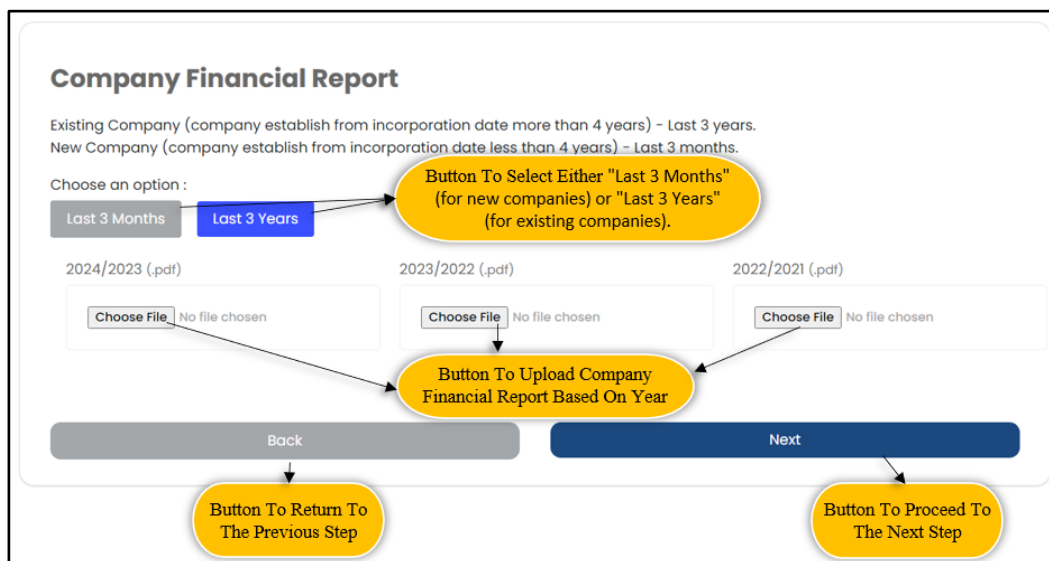 Company Financial Report
Existing Company (company establish from incorporation date more than 4 years) - Last 3 years.
New Company (company establish from incorporation date less than 4 years) - Last 3 months.
Choose an option :
Button To Select Either "Last 3 Months"
(for new companies) or "Last 3 Years"
(for existing companies).
Last 3 Months
Last 3 Years
2024/2023 (.pdf)
2023/2022 (.pdf)
2022/2021 (.pdf)
Choose File No file chosen
Choose File No file chosen
Choose File No file chosen
Button To Upload Company
Financial Report Based On Year
Back
Next
Button To Return To
The Previous Step
Button To Proceed To
The Next Step